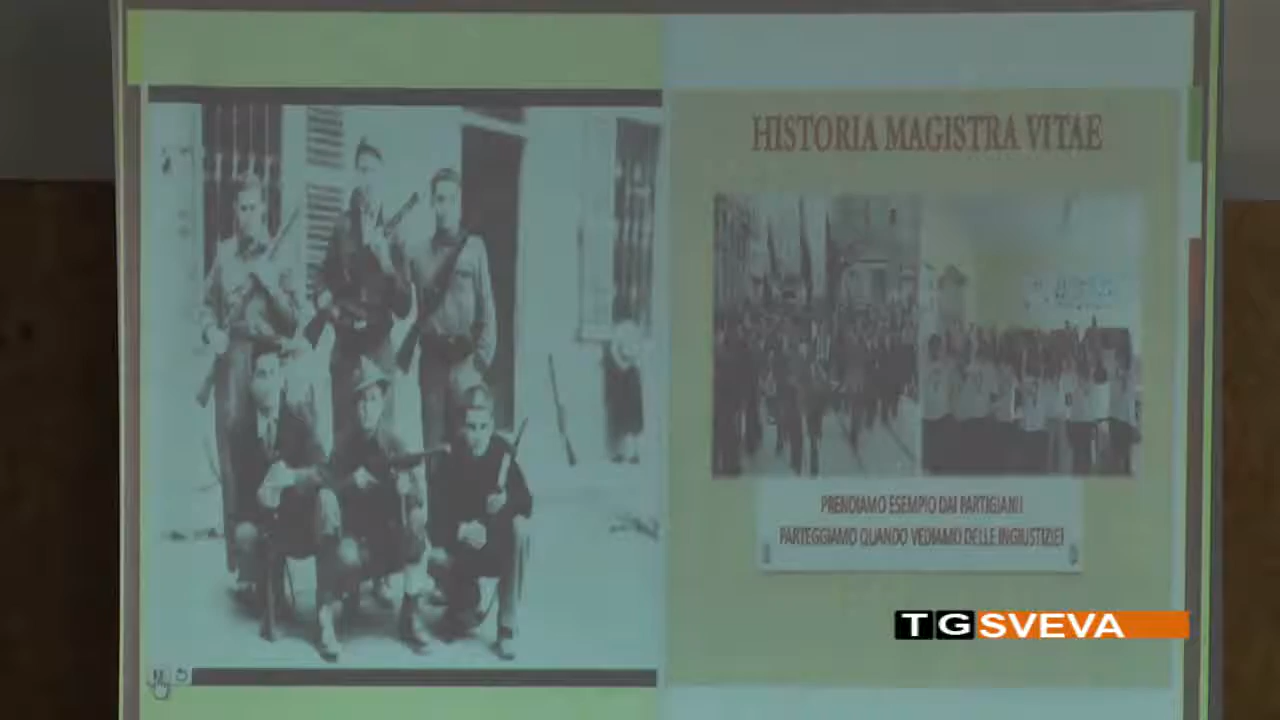 HISTORIA MAGISTRA VITAE
PRENDIAMO ESEMPIO DAI PARTIGIANI!
PARTEGGIAMO QUANDO VEDIAMO DELLE INGIUSTIZIE!
TGSVEVA